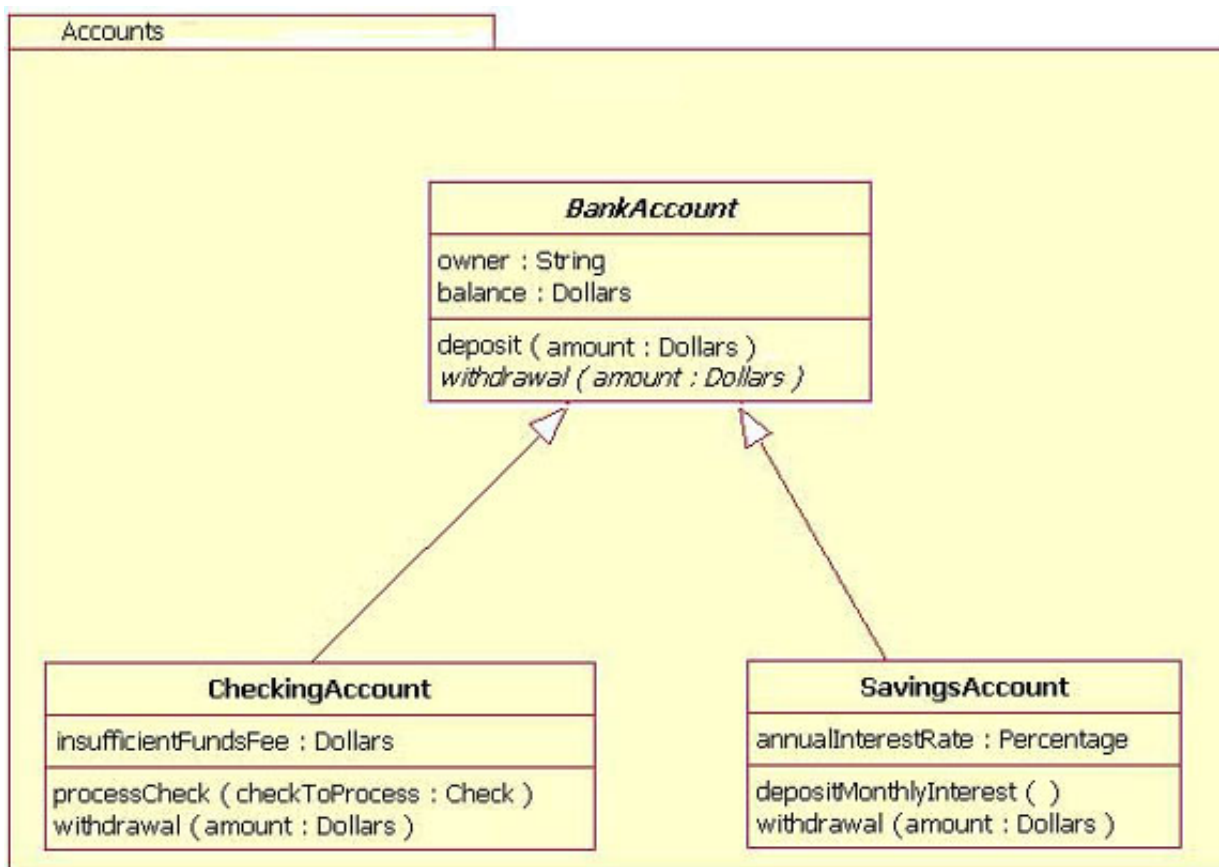 Accounts
BankAccount
owner : String
balance : Dollars
deposit ( amount : Dollars )
withdrawal ( amount : Dollars )
CheckingAccount
insufficientFundsFee : Dollars
processCheck ( checkToProcess : Check )
withdrawal ( amount : Dollars )
SavingsAccount
annualInterestRate : Percentage
depositMonthlyInterest ( )
withdrawal ( amount : Dollars )